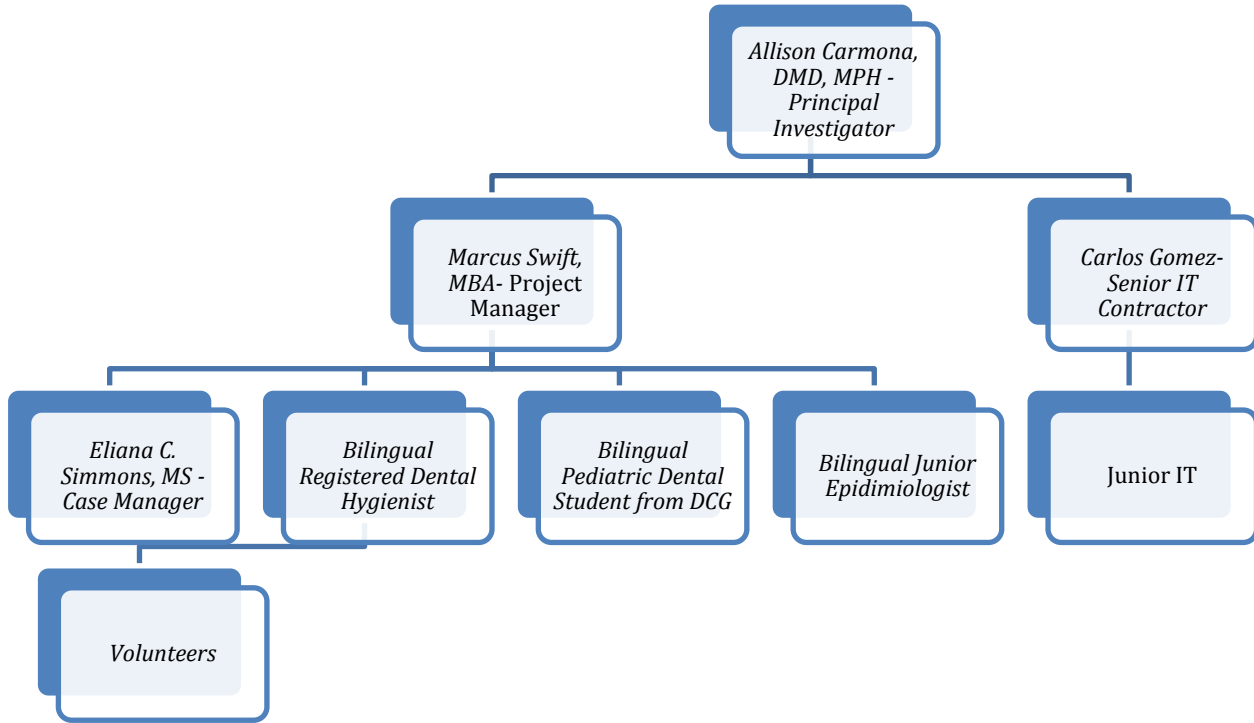 Allison Carmona,
DMD, MPH -
Principal
Investigator
Marcus Swift,
MBA- Project
Manager
Carlos Gomez-
Senior IT
Contractor
Eliana C.
Simmons, MS -
Case Manager
Bilingual
Registered Dental
Hygienist
Bilingual
Pediatric Dental
Student from DCG
Bilingual Junior
Epidimiologist
Junior IT
Volunteers